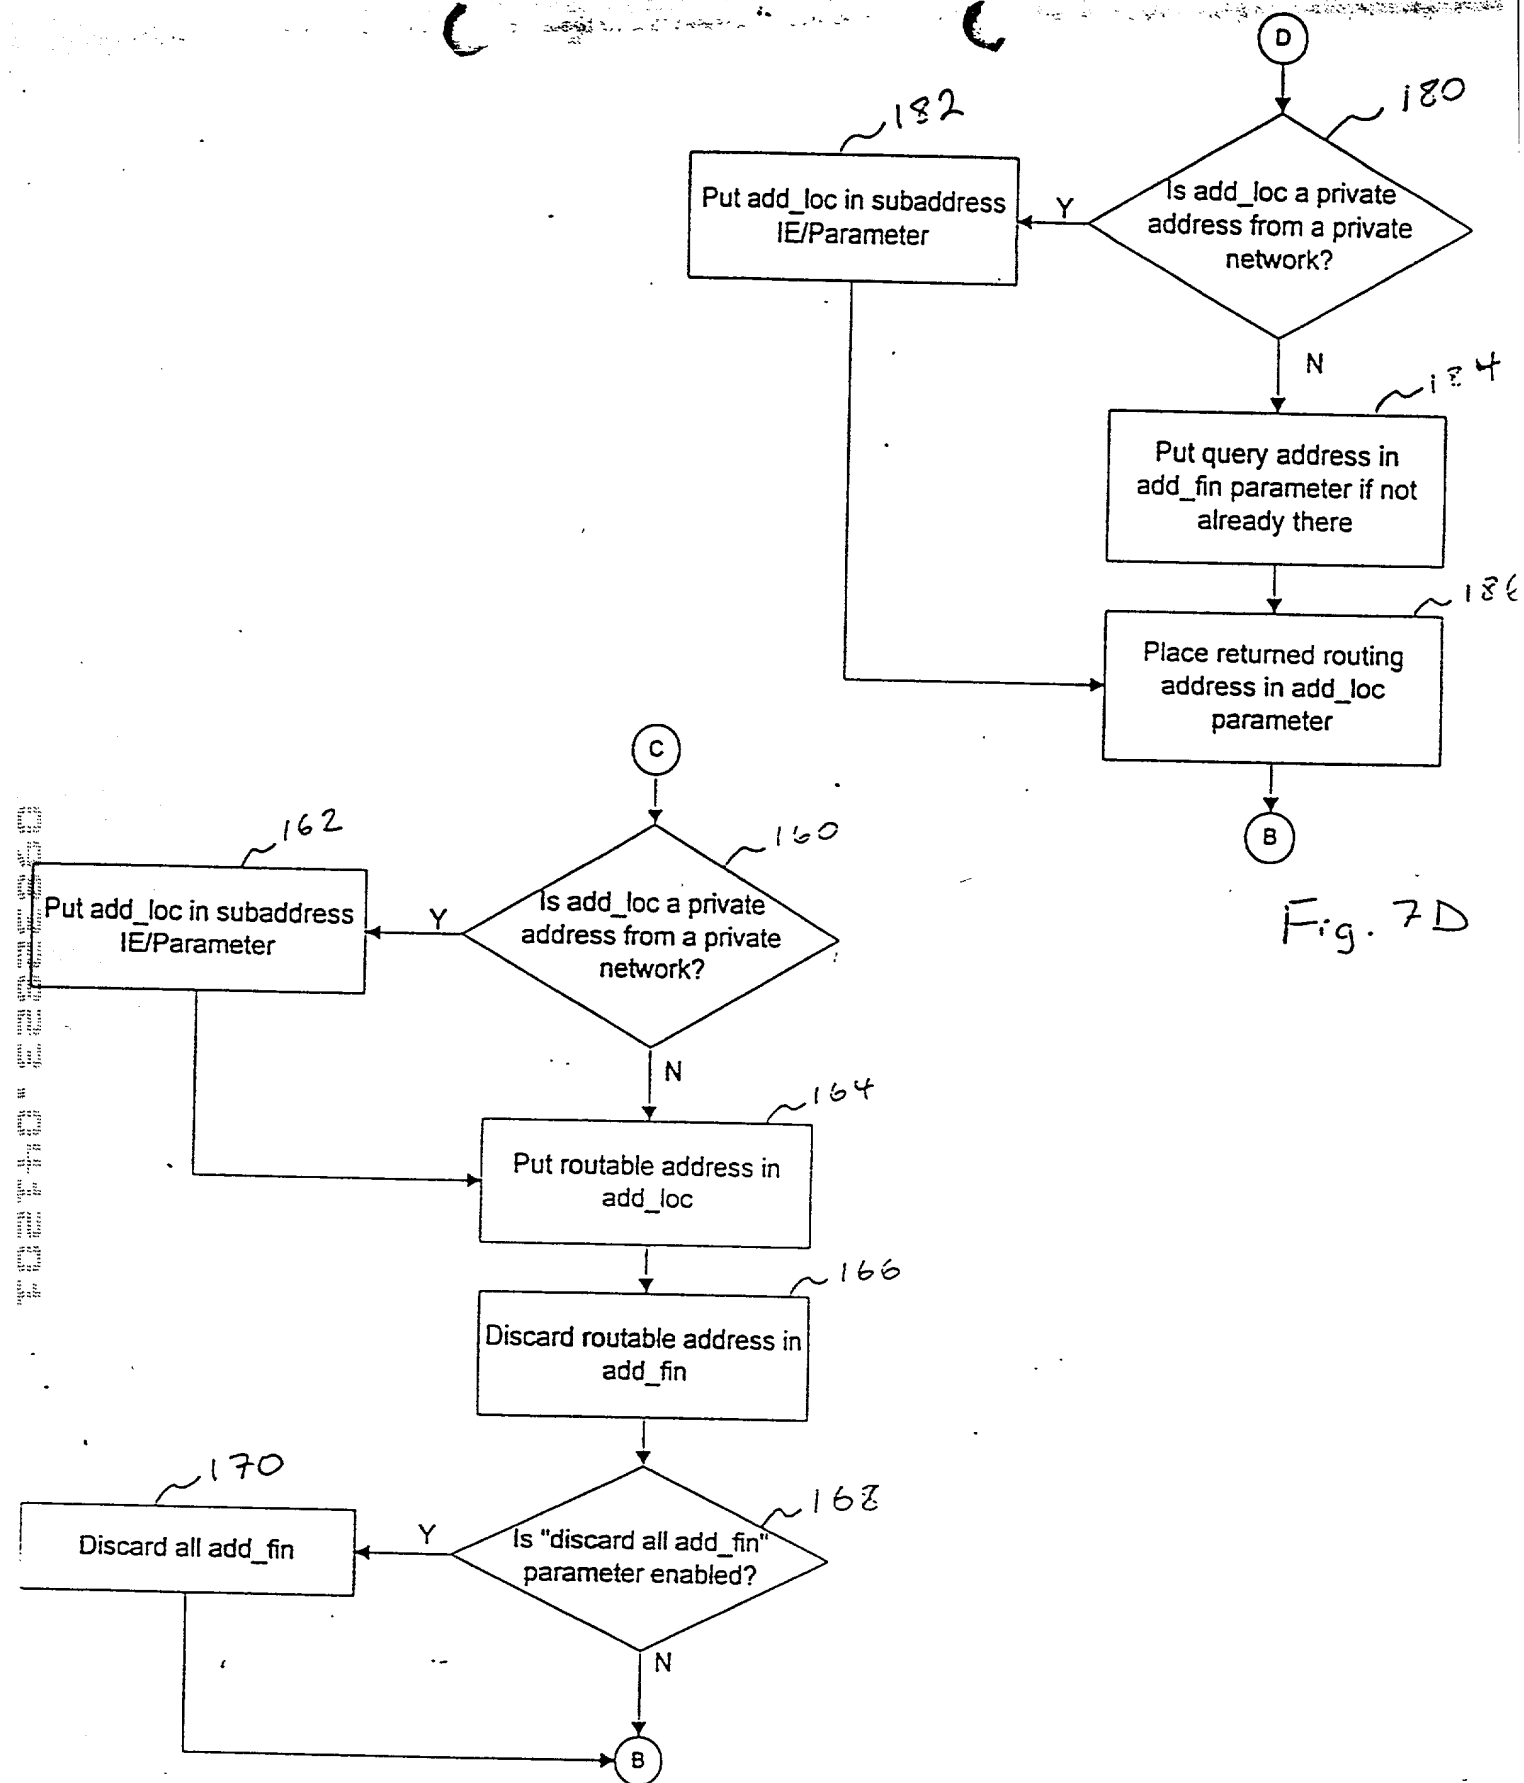 D
180
182
Put add_loc in subaddress
IE/Parameter
Y
Is add_loc a private
address from a private
network?
N
184
Put query address in
add_fin parameter if not
already there
186
Place returned routing
address in add_loc
parameter
B
Fig. 7D
C
160
162
Put add_loc in subaddress
IE/Parameter
Y
Is add_loc a private
address from a private
network?
N
164
Put routable address in
add_loc
166
Discard routable address in
add_fin
168
170
Discard all add_fin
Y
Is "discard all add_fin"
parameter enabled?
N
B